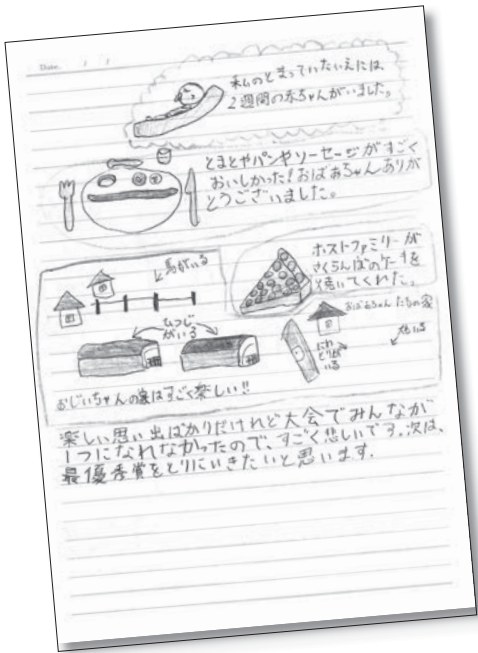 Date / /
私のとまっていたいえには、
2週間の赤ちゃんがいました。
とまとやパンやソーセージがすごく
おいしかった!おばあちゃんありが
とうございました。
ホストファミリーが
さくらんぼのケーキを
焼いてくれた。
馬がいる
ひつじ
がいる
おばあちゃんたちの家
にわ
とりが
いる
おじいちゃんの家はすごく楽しい!!
楽しい思い出ばかりだけれど大会でみんなが
1つになれなかったので、すごく悲しいです。次は、
最優秀賞をとりにいきたいと思います。